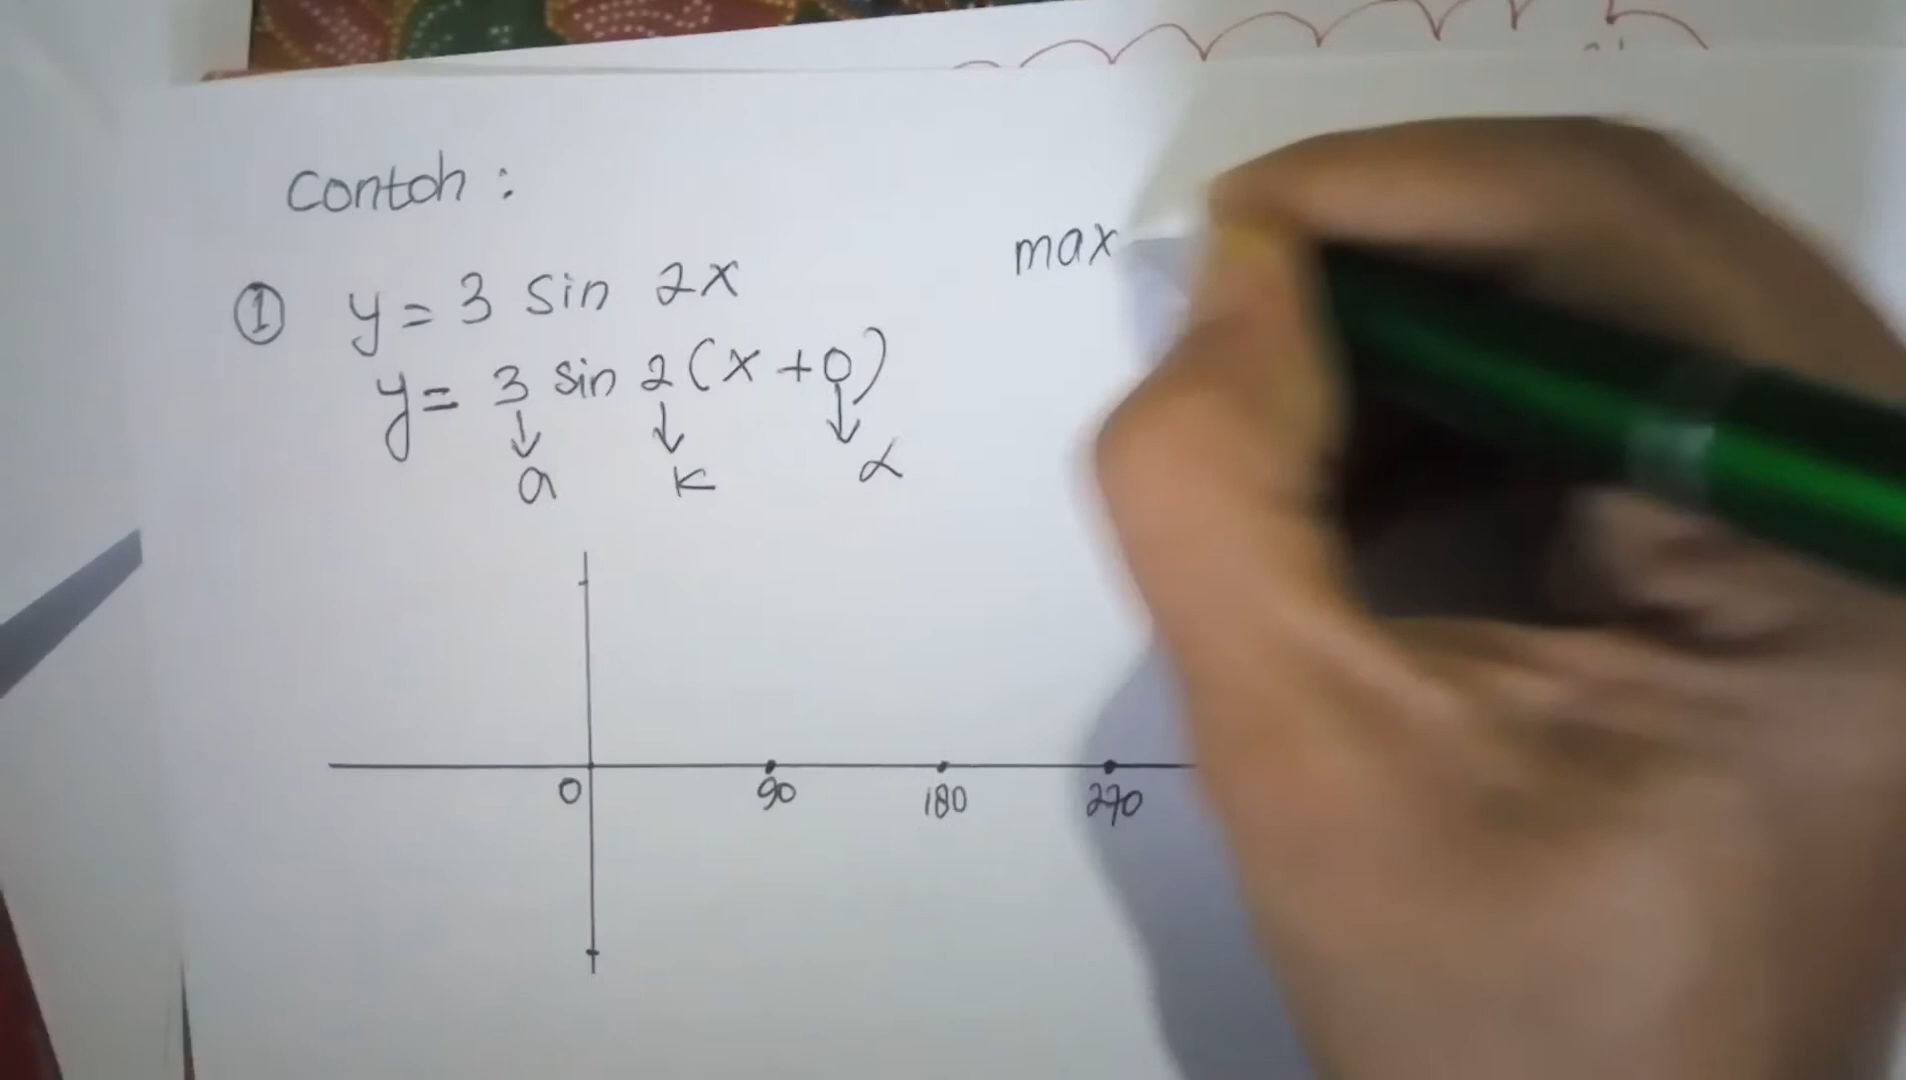 Contoh :
① y = 3 sin 2x
max
y = 3 sin 2(x + 0)
↓ ↓ ↓
a k α
0 90 180 270